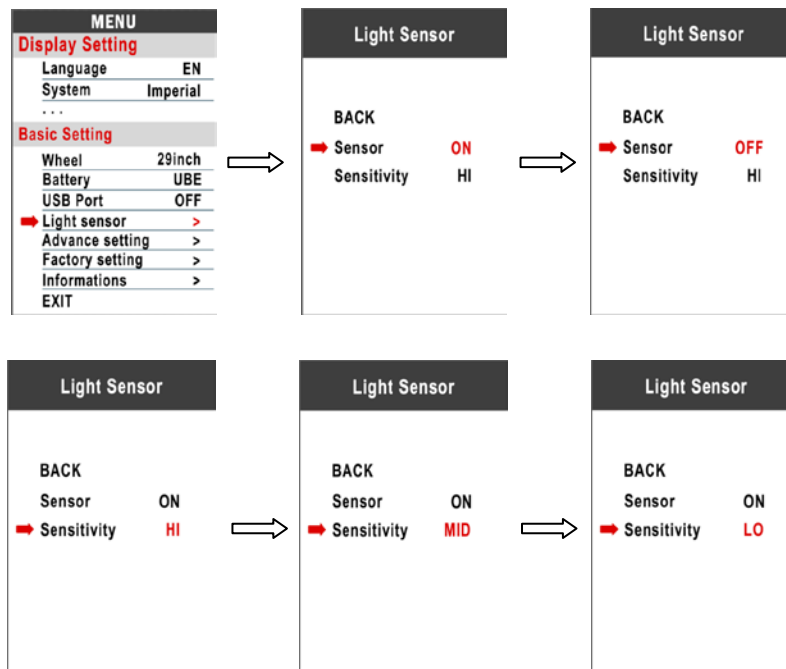 MENU
Display Setting
Language EN
System Imperial
...
Basic Setting
Wheel 29inch
Battery UBE
USB Port OFF
Light sensor >
Advance setting >
Factory setting >
Informations >
EXIT
Light Sensor
BACK
Sensor ON
Sensitivity HI
Light Sensor
BACK
Sensor OFF
Sensitivity HI
Light Sensor
BACK
Sensor ON
Sensitivity HI
Light Sensor
BACK
Sensor ON
Sensitivity MID
Light Sensor
BACK
Sensor ON
Sensitivity LO